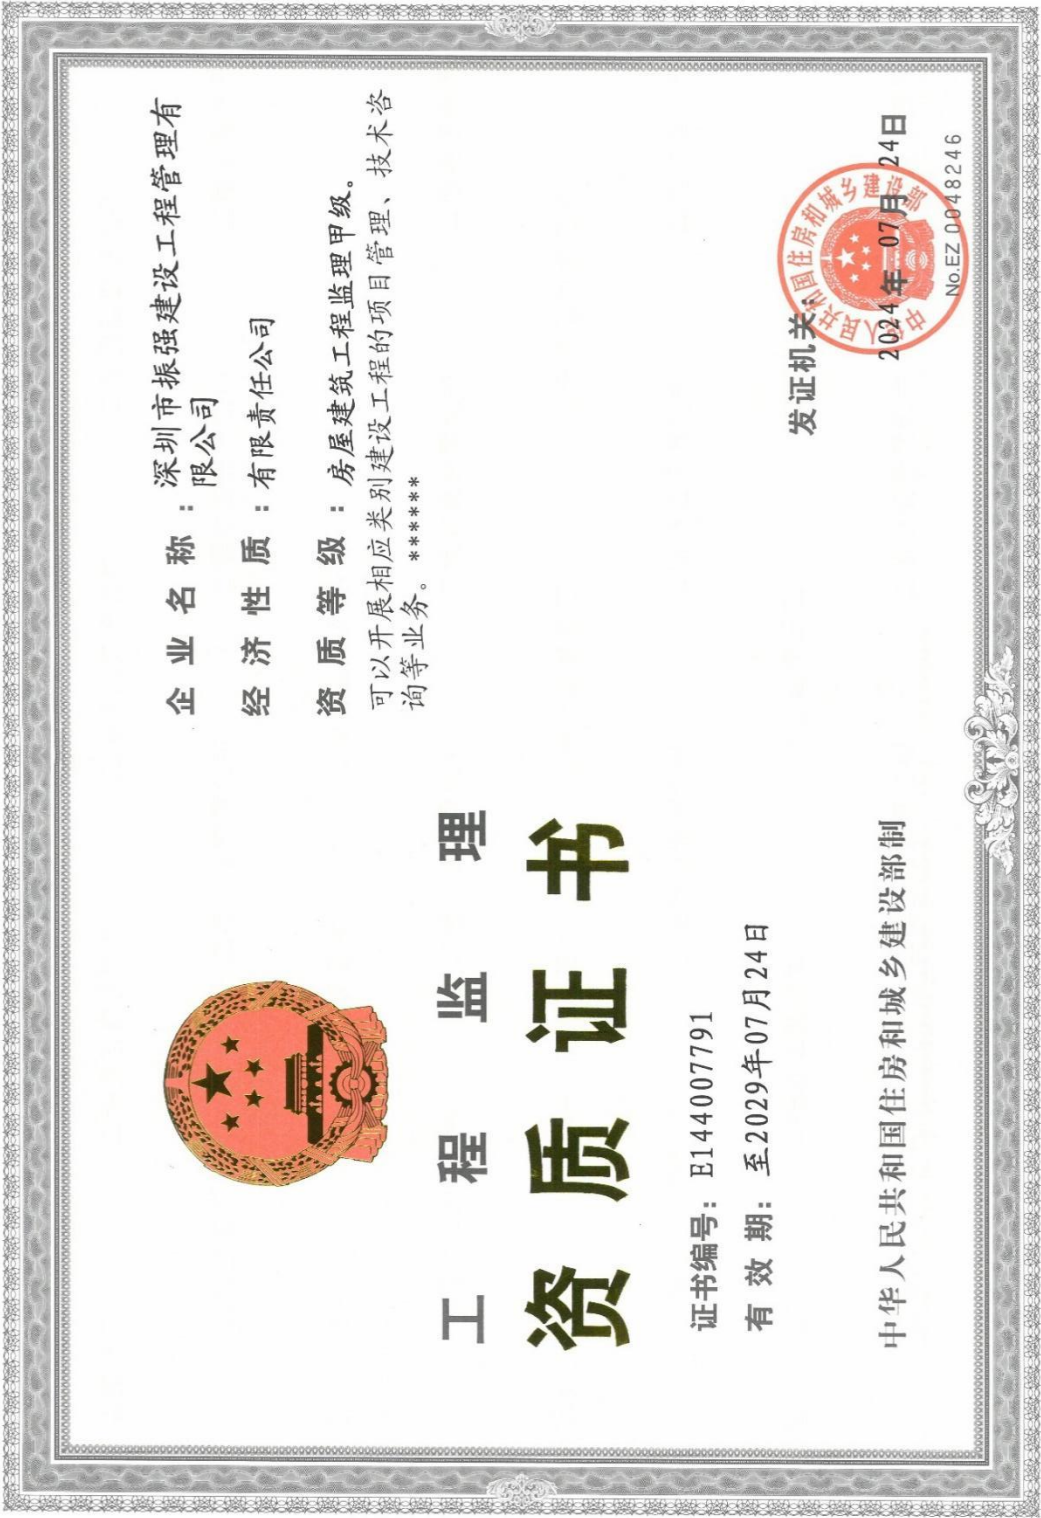 工程监理
资质证书
证书编号：E144007791
有效期：至2029年07月24日
中华人民共和国住房和城乡建设部制
企业名称：深圳市振强建设工程管理有
限公司
经济性质：有限责任公司
资质等级：房屋建筑工程监理甲级。
可以开展相应类别建设工程的项目管理、技术咨
询等业务。******
发证机关：
中华人民共和国住房和城乡建设部
2024年07月24日
No.EZ 0048246